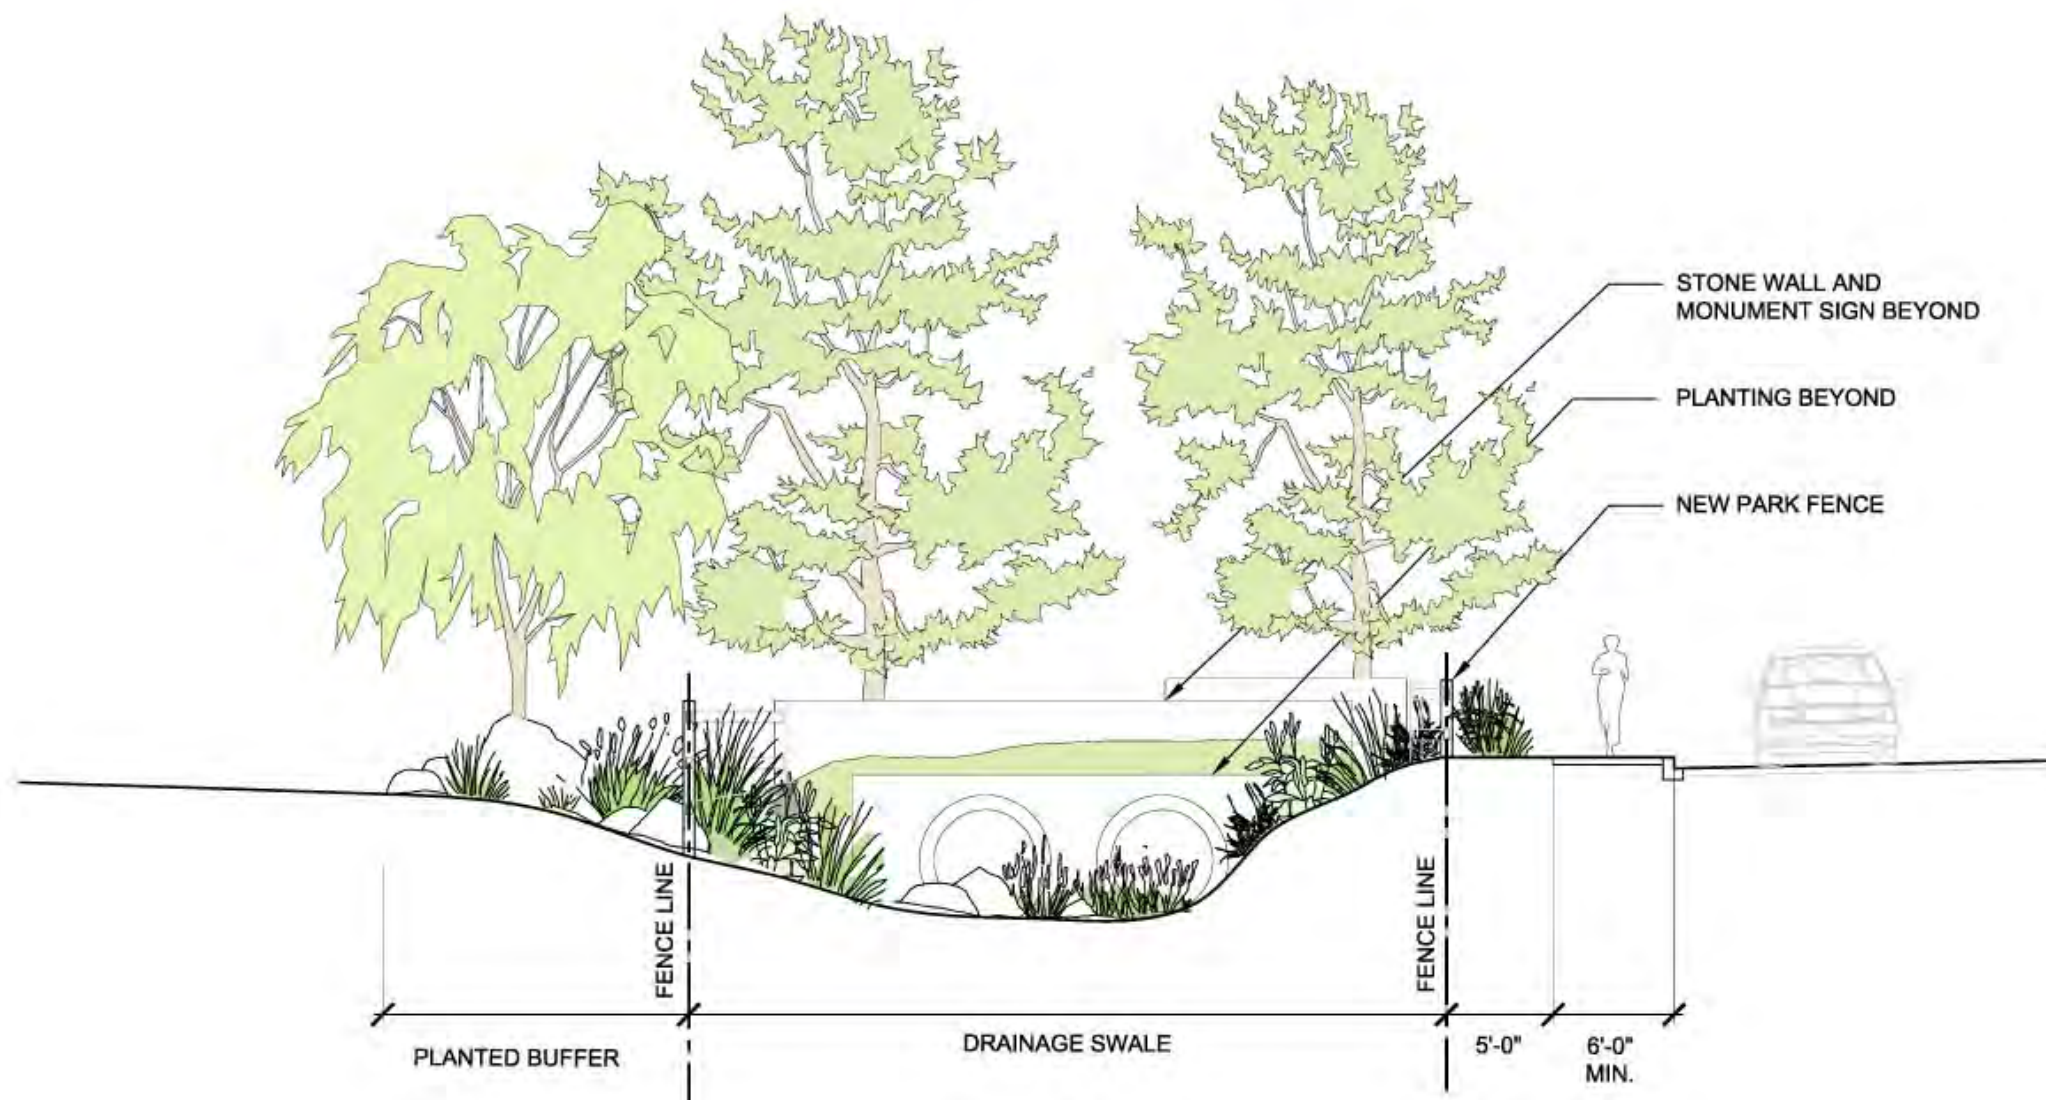 STONE WALL AND
MONUMENT SIGN BEYOND
PLANTING BEYOND
NEW PARK FENCE
FENCE LINE
FENCE LINE
PLANTED BUFFER
DRAINAGE SWALE
5'-0"
6'-0"
MIN.